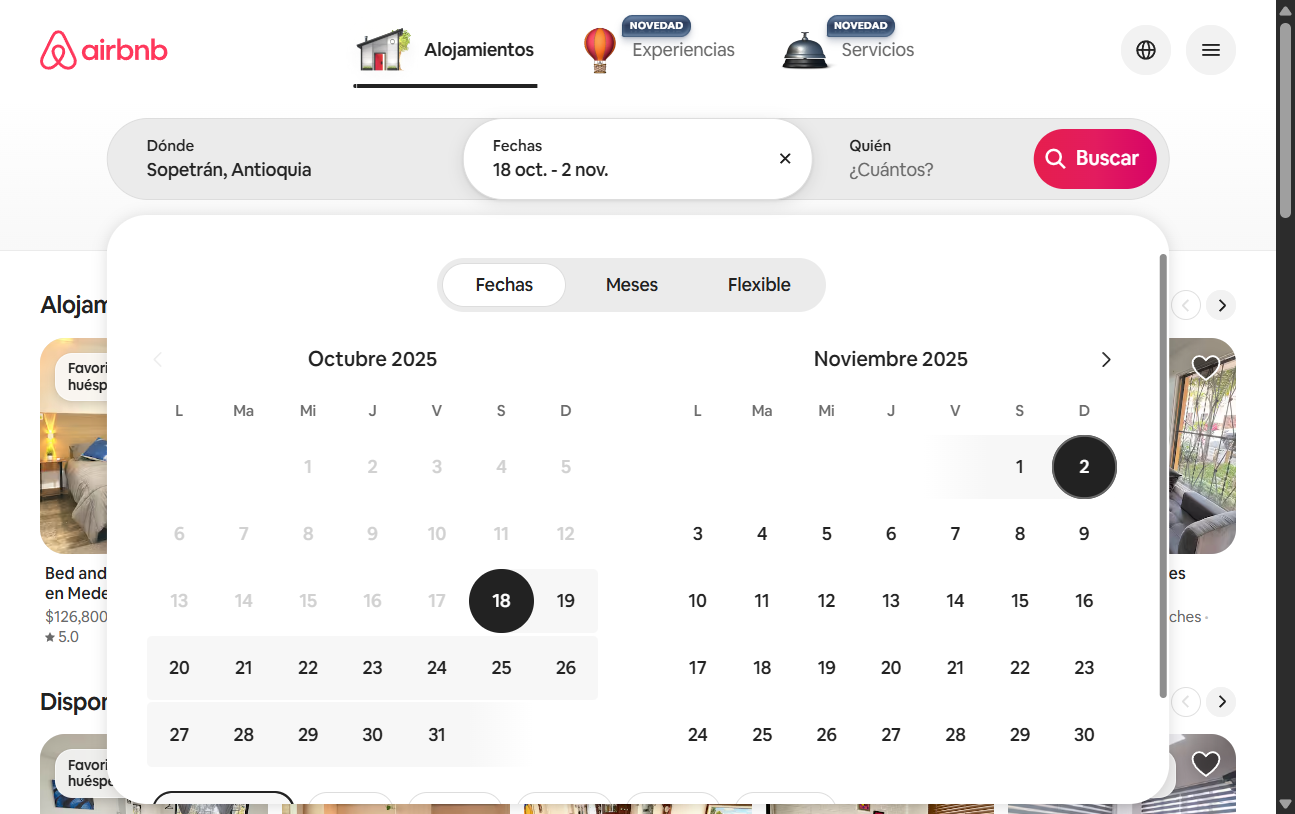 airbnb
Alojamientos
NOVEDAD
Experiencias
NOVEDAD
Servicios
Dónde
Sopetrán, Antioquia
Fechas
18 oct. - 2 nov.
Quién
¿Cuántos?
Buscar
Fechas Meses Flexible
Octubre 2025
L Ma Mi J V S D
1 2 3 4 5
6 7 8 9 10 11 12
13 14 15 16 17 18 19
20 21 22 23 24 25 26
27 28 29 30 31
Noviembre 2025
L Ma Mi J V S D
1 2
3 4 5 6 7 8 9
10 11 12 13 14 15 16
17 18 19 20 21 22 23
24 25 26 27 28 29 30
Alojam
Favori
huésp
Bed and
en Mede
$126,800
5.0
es
ches ·
Dispon
Favori
huéspe